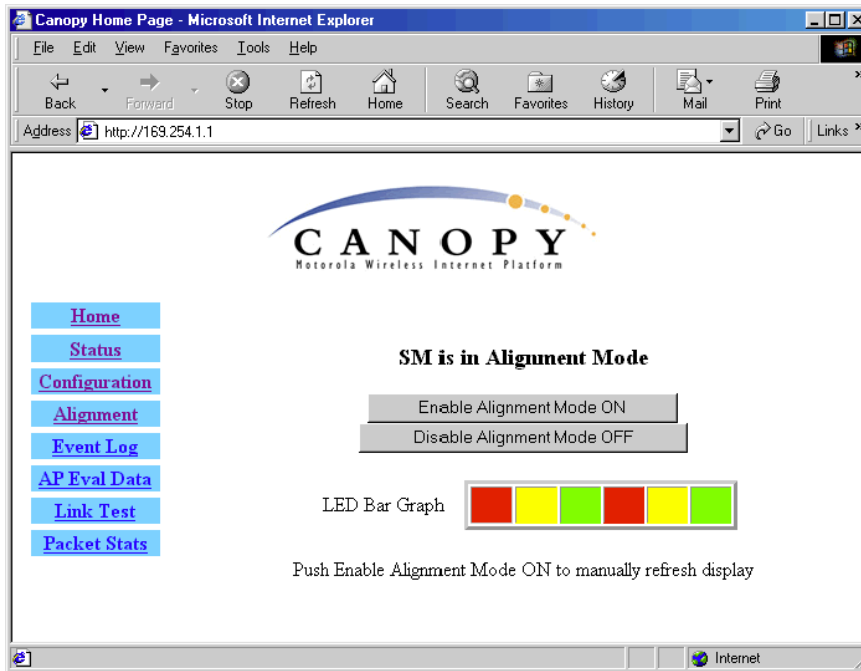 Canopy Home Page - Microsoft Internet Explorer
File Edit View Favorites Tools Help
Back Forward Stop Refresh Home Search Favorites History Mail Print »
Address http://169.254.1.1 Go Links »
CANOPY
Motorola Wireless Internet Platform
Home
Status
Configuration
Alignment
Event Log
AP Eval Data
Link Test
Packet Stats
SM is in Alignment Mode
Enable Alignment Mode ON
Disable Alignment Mode OFF
LED Bar Graph
Push Enable Alignment Mode ON to manually refresh display
Internet